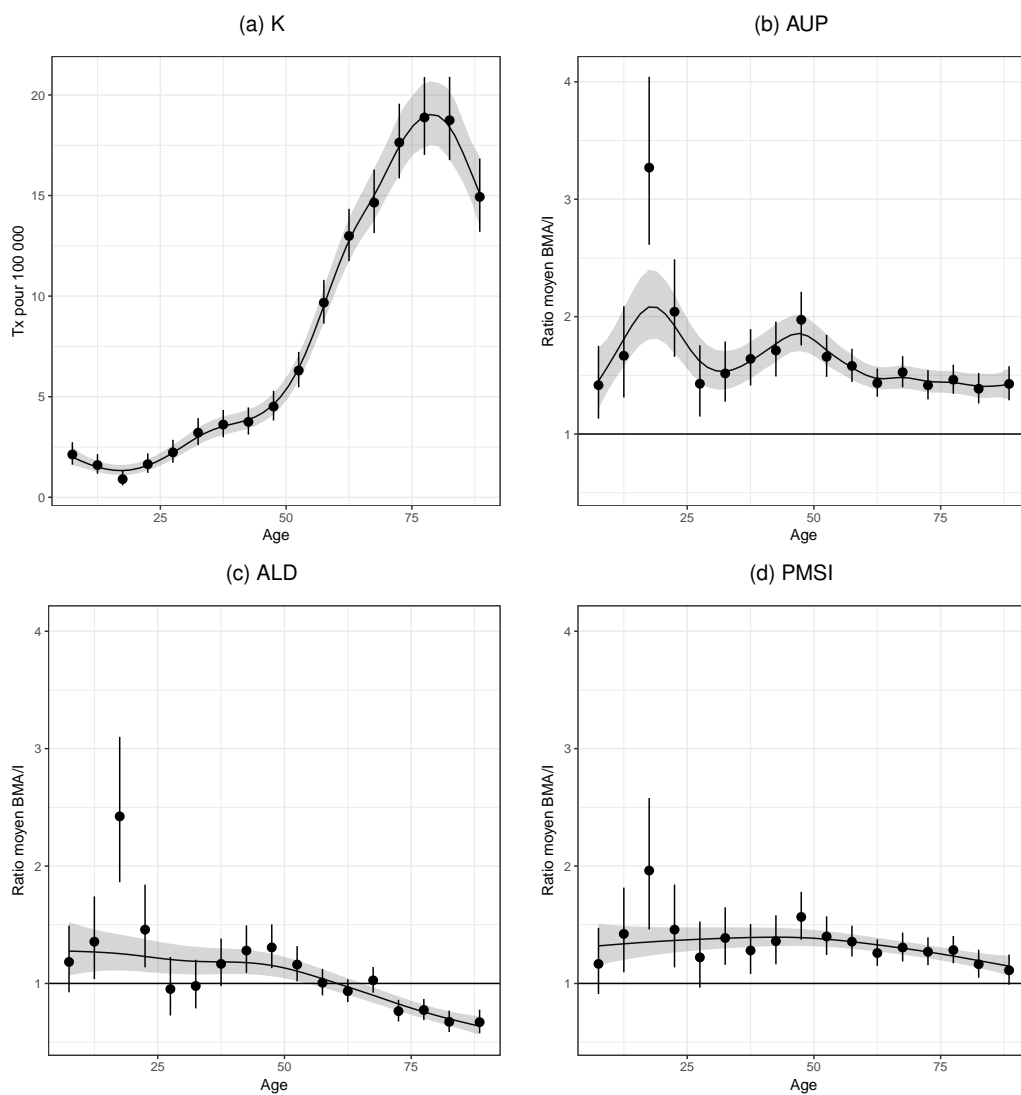 (a) K
20
15
10
5
0
Tx pour 100 000
25
50
75
Age
(b) AUP
4
3
2
1
Ratio moyen BMA/I
25
50
75
Age
(c) ALD
4
3
2
1
Ratio moyen BMA/I
25
50
75
Age
(d) PMSI
4
3
2
1
Ratio moyen BMA/I
25
50
75
Age